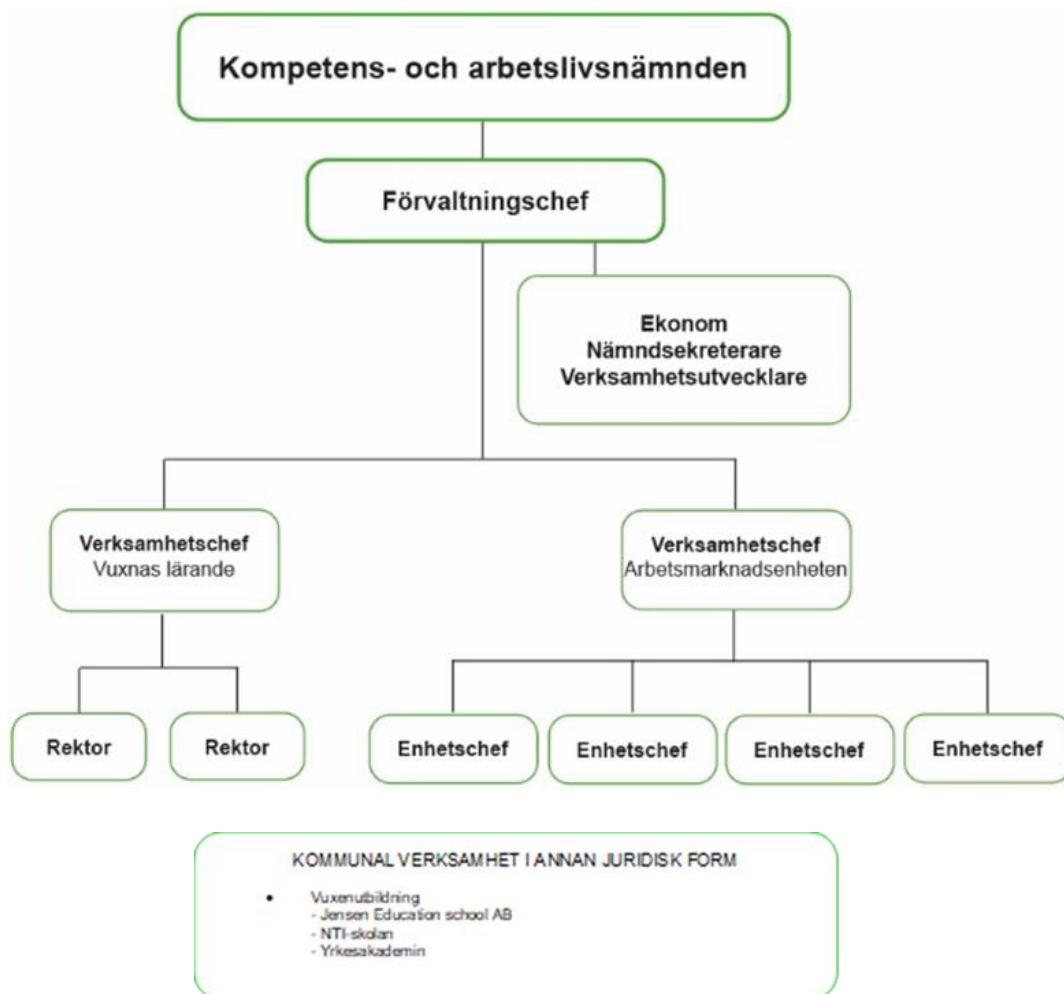 Kompetens- och arbetslivsnämnden
Förvaltningschef
Ekonom
Nämndsekreterare
Verksamhetsutvecklare
Verksamhetschef
Vuxnas lärande
Verksamhetschef
Arbetsmarknadsenheten
Rektor
Rektor
Enhetschef
Enhetschef
Enhetschef
Enhetschef
KOMMUNAL VERKSAMHET I ANNAN JURIDISK FORM
• Vuxenutbildning
- Jensen Education school AB
- NTI-skolan
- Yrkesakademin